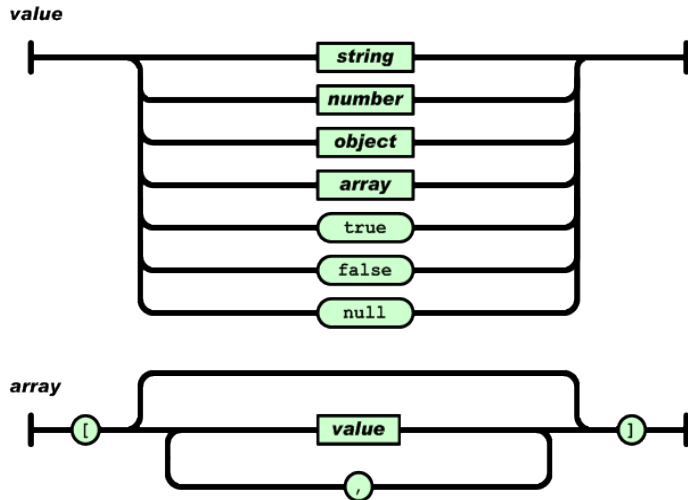 value
string
number
object
array
true
false
null
array
[ value ]
,